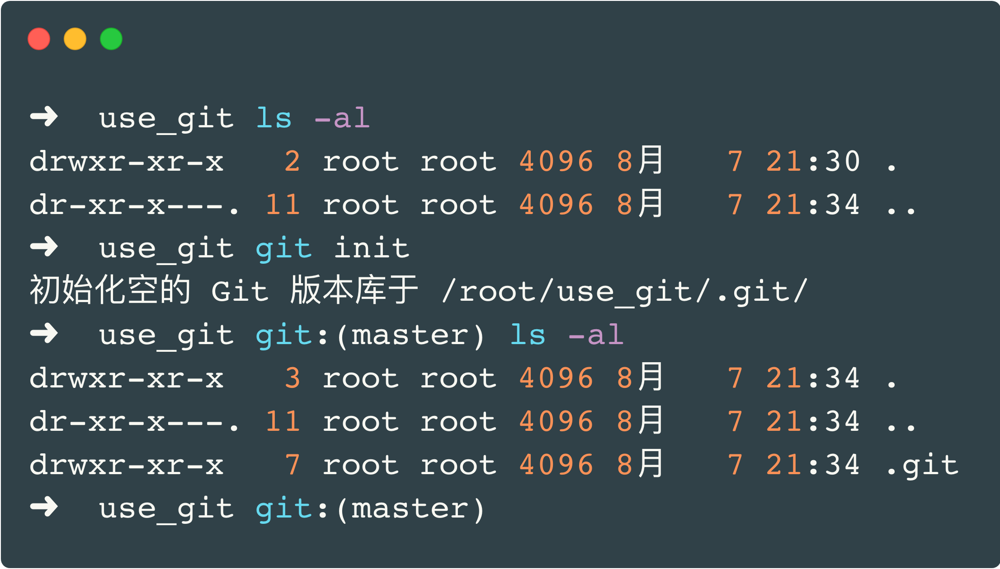 ➜  use_git ls -al
drwxr-xr-x   2 root root 4096 8月   7 21:30 .
dr-xr-x---. 11 root root 4096 8月   7 21:34 ..
➜  use_git git init
初始化空的 Git 版本库于 /root/use_git/.git/
➜  use_git git:(master) ls -al
drwxr-xr-x   3 root root 4096 8月   7 21:34 .
dr-xr-x---. 11 root root 4096 8月   7 21:34 ..
drwxr-xr-x   7 root root 4096 8月   7 21:34 .git
➜  use_git git:(master)